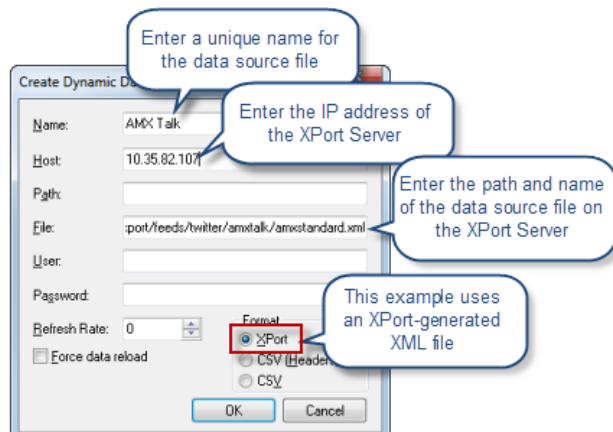 Enter a unique name for
the data source file
Create Dynamic Da
Name: AMX Talk
Enter the IP address of
the XPort Server
Host: 10.35.82.107
Path:
Enter the path and name
of the data source file on
the XPort Server
File: :port/feeds/twitter/amxtalk/amxstandard.xml
User:
Password:
This example uses
an XPort-generated
XML file
Refresh Rate: 0
Format
XPort
Force data reload
CSV (Headers
CSV
OK
Cancel